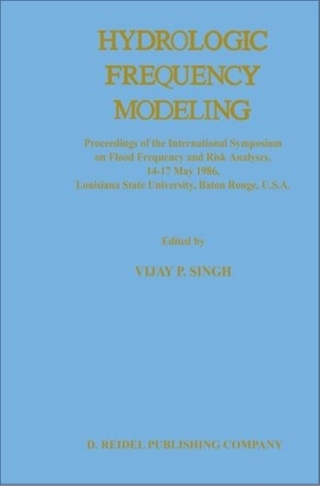 HYDROLOGIC
FREQUENCY
MODELING
Proceedings of the International Symposium
on Flood Frequency and Risk Analyses,
14-17 May 1986,
Louisiana State University, Baton Rouge, U.S.A.
Edited by
VIJAY P. SINGH
D. REIDEL PUBLISHING COMPANY